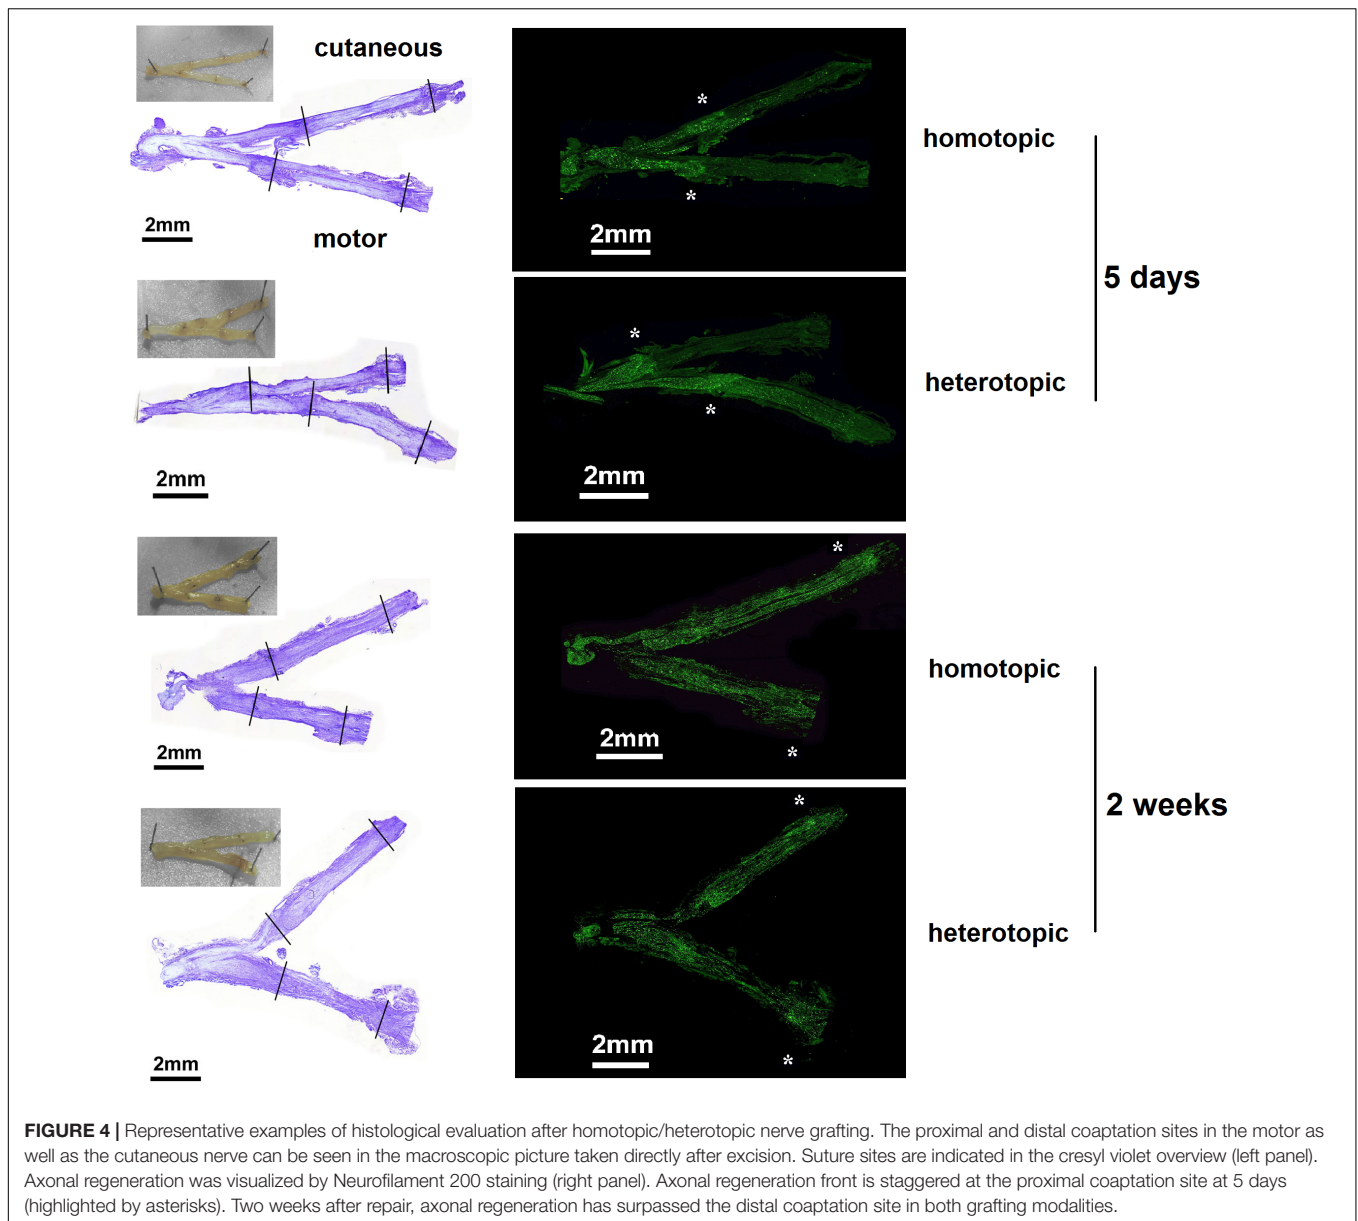 cutaneous
2mm
motor
2mm
homotopic
5 days
2mm
2mm
heterotopic
2mm
2mm
homotopic
2 weeks
2mm
2mm
heterotopic
FIGURE 4 | Representative examples of histological evaluation after homotopic/heterotopic nerve grafting. The proximal and distal coaptation sites in the motor as
well as the cutaneous nerve can be seen in the macroscopic picture taken directly after excision. Suture sites are indicated in the cresyl violet overview (left panel).
Axonal regeneration was visualized by Neurofilament 200 staining (right panel). Axonal regeneration front is staggered at the proximal coaptation site at 5 days
(highlighted by asterisks). Two weeks after repair, axonal regeneration has surpassed the distal coaptation site in both grafting modalities.